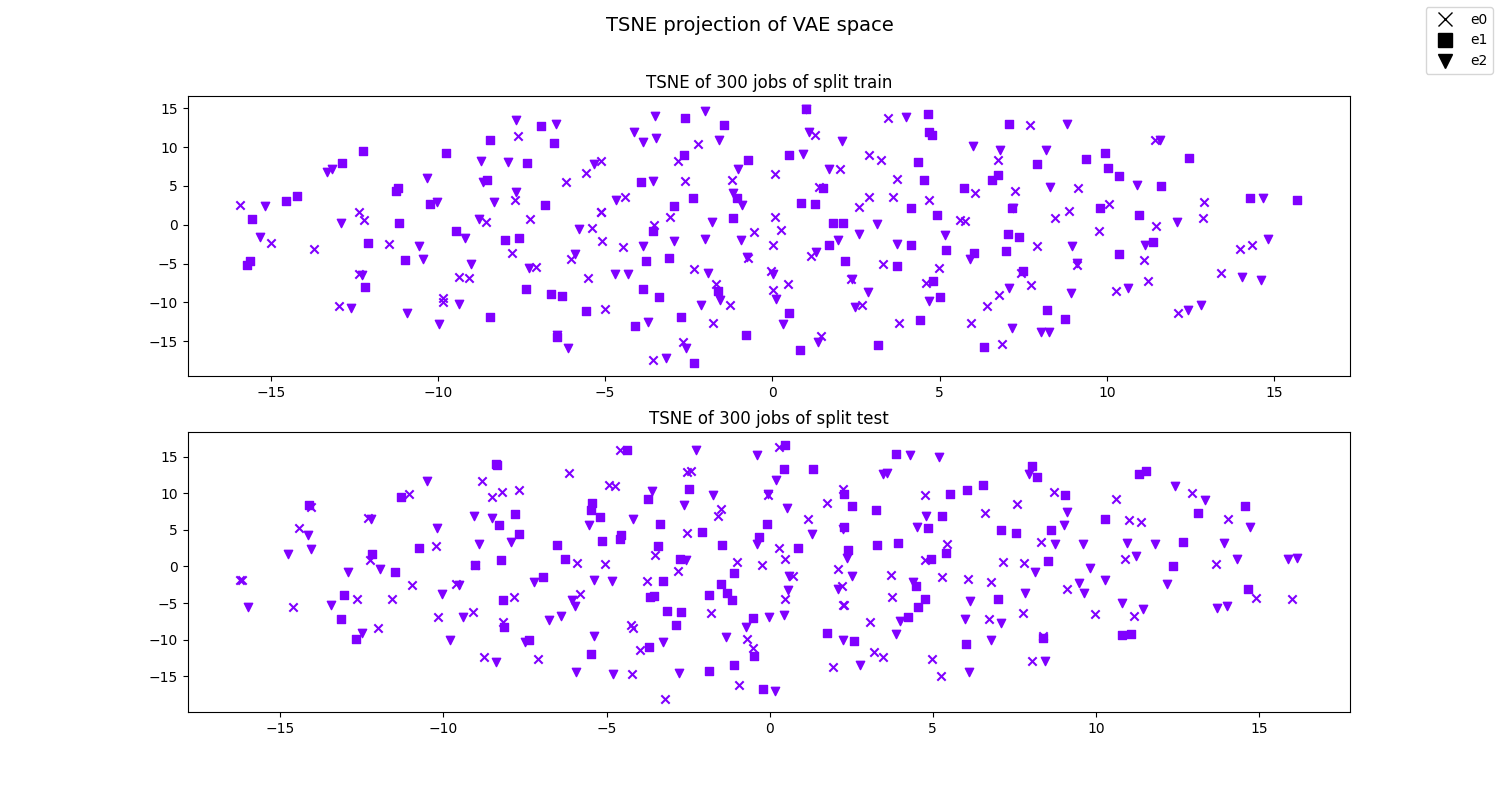 TSNE projection of VAE space
e0
e1
e2
TSNE of 300 jobs of split train
15
10
5
0
−5
−10
−15
−15 −10 −5 0 5 10 15
TSNE of 300 jobs of split test
15
10
5
0
−5
−10
−15
−15 −10 −5 0 5 10 15